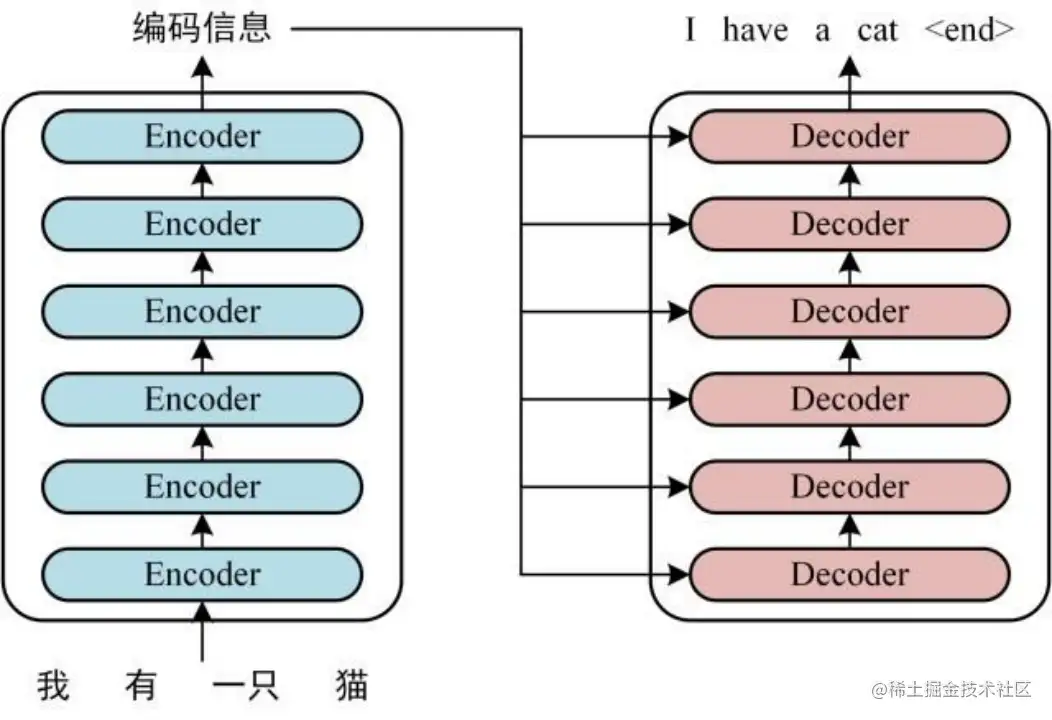 编码信息
I have a cat <end>
Encoder
Decoder
Encoder
Decoder
Encoder
Decoder
Encoder
Decoder
Encoder
Decoder
Encoder
Decoder
我 有 一只 猫
@稀土掘金技术社区